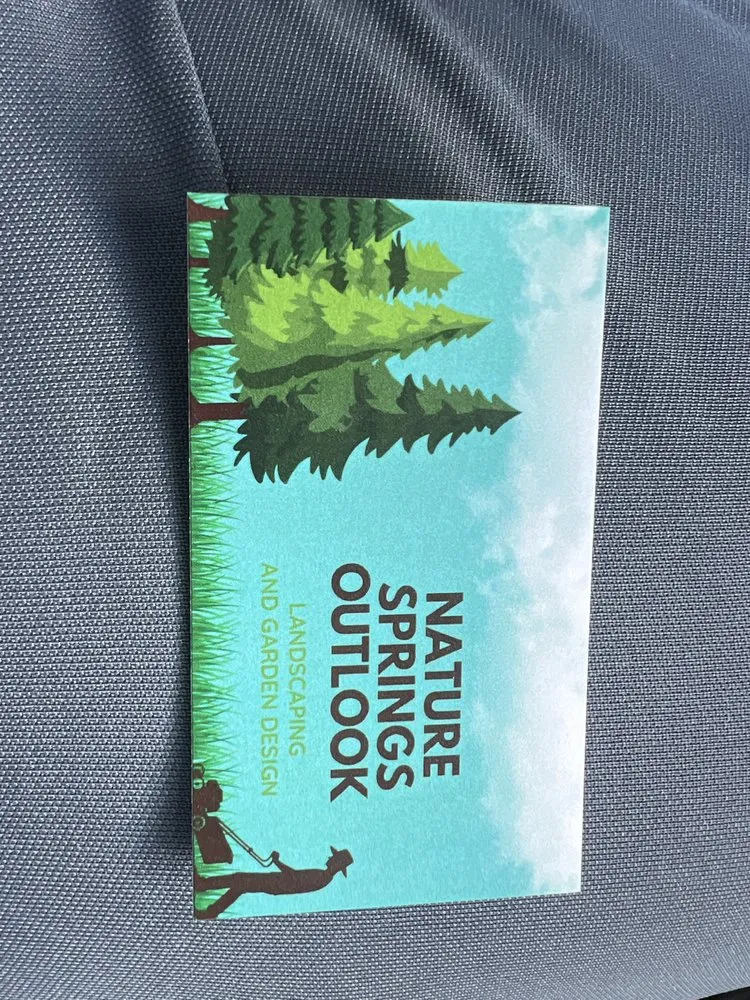 NATURE
SPRINGS
OUTLOOK
LANDSCAPING
AND GARDEN DESIGN